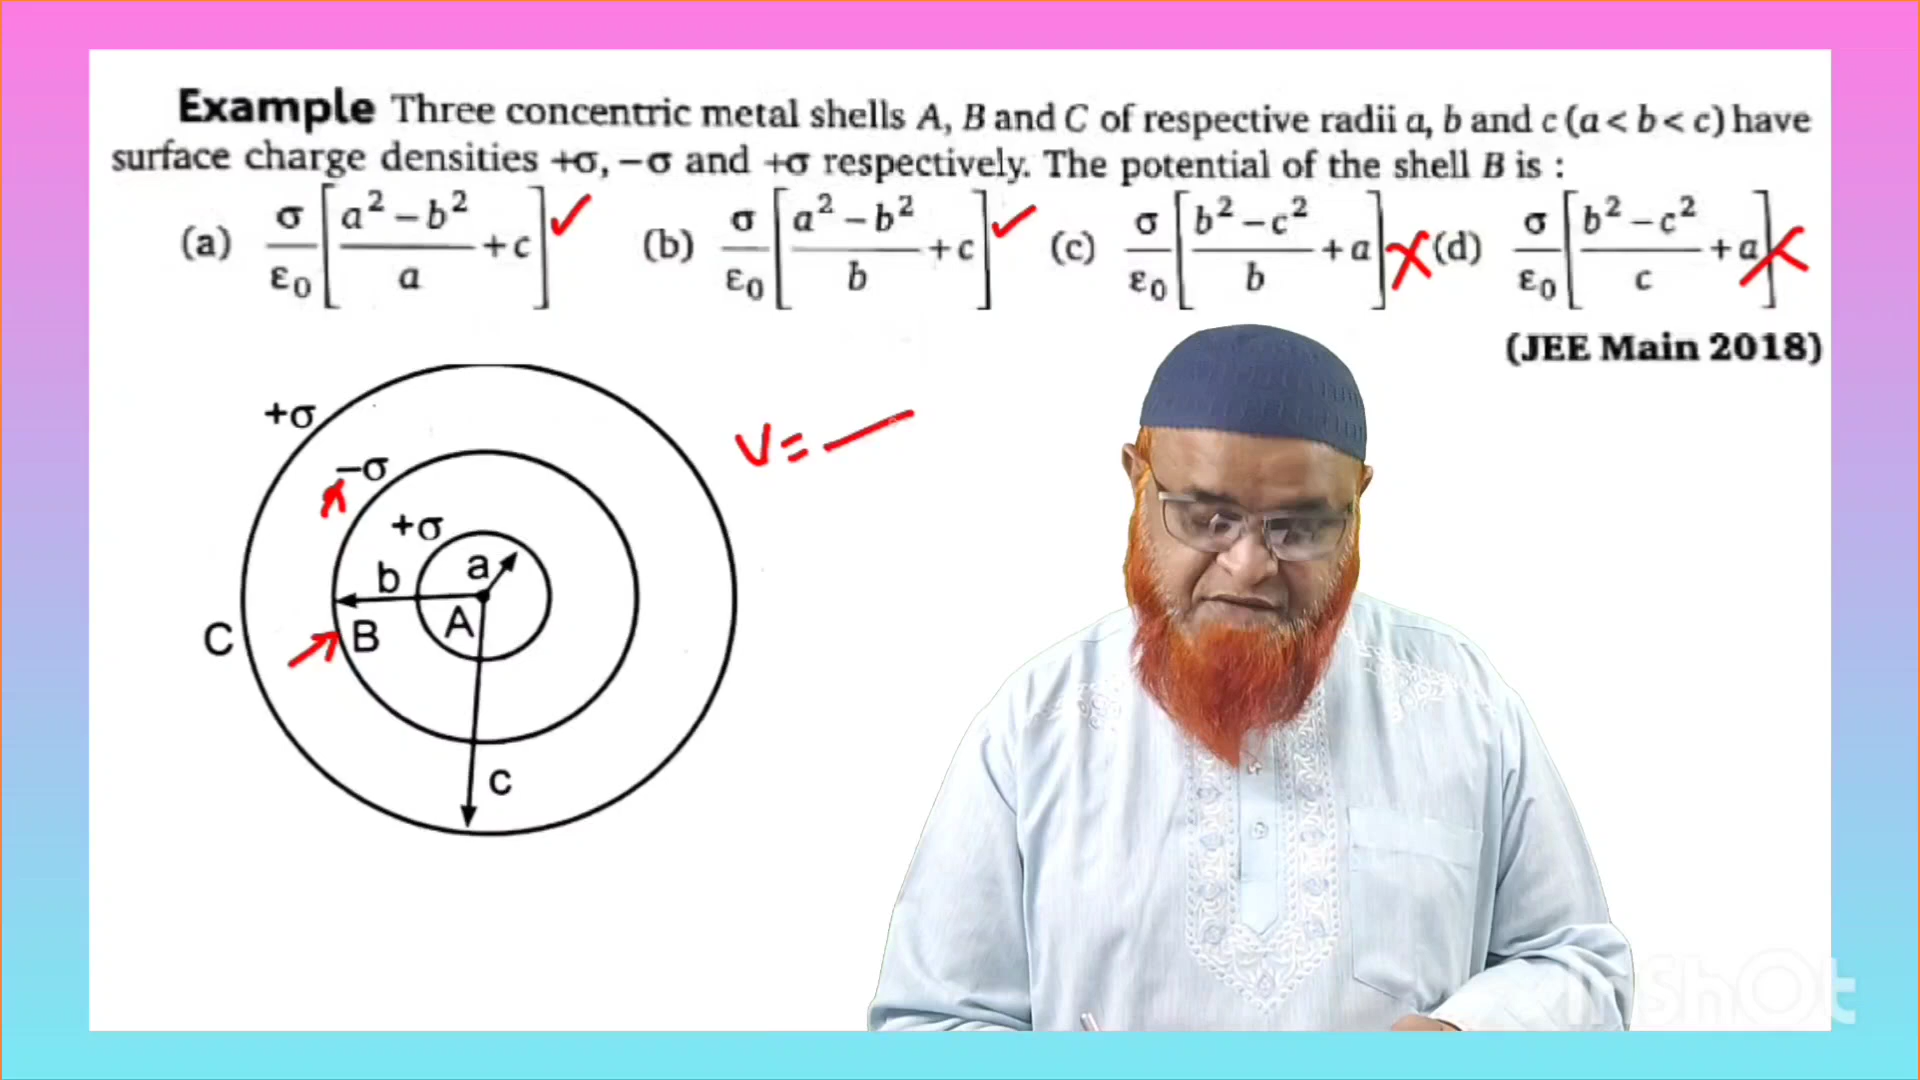 Example Three concentric metal shells A, B and C of respective radii a, b and c (a < b < c) have
surface charge densities +σ, −σ and +σ respectively. The potential of the shell B is :
(a) σ/ε₀ [(a² − b²)/a + c] ✓ (b) σ/ε₀ [(a² − b²)/b + c] ✓ (c) σ/ε₀ [(b² − c²)/b + a] ✗ (d) σ/ε₀ [(b² − c²)/c + a] ✗
(JEE Main 2018)
+σ
−σ
+σ
V =
a
b
A
B
C
c
InShOt